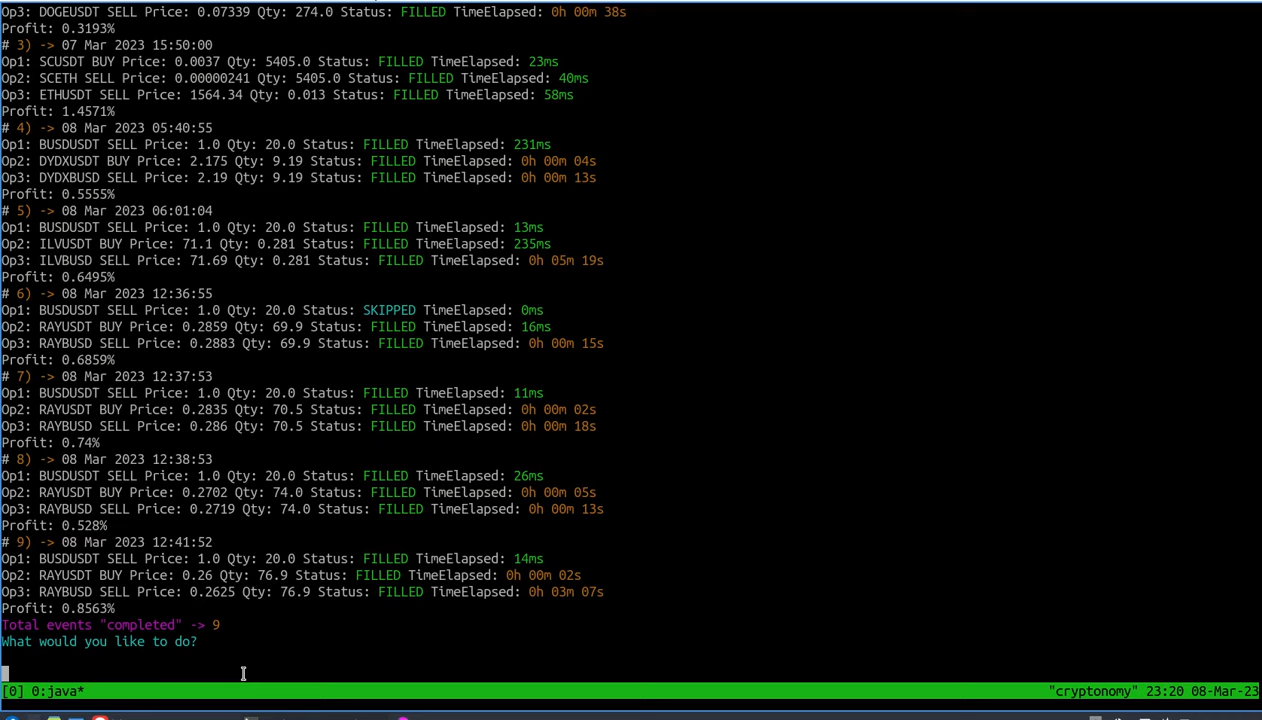 Op3: DOGEUSDT SELL Price: 0.07339 Qty: 274.0 Status: FILLED TimeElapsed: 0h 00m 38s
Profit: 0.3193%
# 3) -> 07 Mar 2023 15:50:00
Op1: SCUSDT BUY Price: 0.0037 Qty: 5405.0 Status: FILLED TimeElapsed: 23ms
Op2: SCETH SELL Price: 0.00000241 Qty: 5405.0 Status: FILLED TimeElapsed: 40ms
Op3: ETHUSDT SELL Price: 1564.34 Qty: 0.013 Status: FILLED TimeElapsed: 58ms
Profit: 1.4571%
# 4) -> 08 Mar 2023 05:40:55
Op1: BUSDUSDT SELL Price: 1.0 Qty: 20.0 Status: FILLED TimeElapsed: 231ms
Op2: DYDXUSDT BUY Price: 2.175 Qty: 9.19 Status: FILLED TimeElapsed: 0h 00m 04s
Op3: DYDXBUSD SELL Price: 2.19 Qty: 9.19 Status: FILLED TimeElapsed: 0h 00m 13s
Profit: 0.5555%
# 5) -> 08 Mar 2023 06:01:04
Op1: BUSDUSDT SELL Price: 1.0 Qty: 20.0 Status: FILLED TimeElapsed: 13ms
Op2: ILVUSDT BUY Price: 71.1 Qty: 0.281 Status: FILLED TimeElapsed: 235ms
Op3: ILVBUSD SELL Price: 71.69 Qty: 0.281 Status: FILLED TimeElapsed: 0h 05m 19s
Profit: 0.6495%
# 6) -> 08 Mar 2023 12:36:55
Op1: BUSDUSDT SELL Price: 1.0 Qty: 20.0 Status: SKIPPED TimeElapsed: 0ms
Op2: RAYUSDT BUY Price: 0.2859 Qty: 69.9 Status: FILLED TimeElapsed: 16ms
Op3: RAYBUSD SELL Price: 0.2883 Qty: 69.9 Status: FILLED TimeElapsed: 0h 00m 15s
Profit: 0.6859%
# 7) -> 08 Mar 2023 12:37:53
Op1: BUSDUSDT SELL Price: 1.0 Qty: 20.0 Status: FILLED TimeElapsed: 11ms
Op2: RAYUSDT BUY Price: 0.2835 Qty: 70.5 Status: FILLED TimeElapsed: 0h 00m 02s
Op3: RAYBUSD SELL Price: 0.286 Qty: 70.5 Status: FILLED TimeElapsed: 0h 00m 18s
Profit: 0.74%
# 8) -> 08 Mar 2023 12:38:53
Op1: BUSDUSDT SELL Price: 1.0 Qty: 20.0 Status: FILLED TimeElapsed: 26ms
Op2: RAYUSDT BUY Price: 0.2702 Qty: 74.0 Status: FILLED TimeElapsed: 0h 00m 05s
Op3: RAYBUSD SELL Price: 0.2719 Qty: 74.0 Status: FILLED TimeElapsed: 0h 00m 13s
Profit: 0.528%
# 9) -> 08 Mar 2023 12:41:52
Op1: BUSDUSDT SELL Price: 1.0 Qty: 20.0 Status: FILLED TimeElapsed: 14ms
Op2: RAYUSDT BUY Price: 0.26 Qty: 76.9 Status: FILLED TimeElapsed: 0h 00m 02s
Op3: RAYBUSD SELL Price: 0.2625 Qty: 76.9 Status: FILLED TimeElapsed: 0h 03m 07s
Profit: 0.8563%
Total events "completed" -> 9
What would you like to do?
[0] 0:java* "cryptonomy" 23:20 08-Mar-23